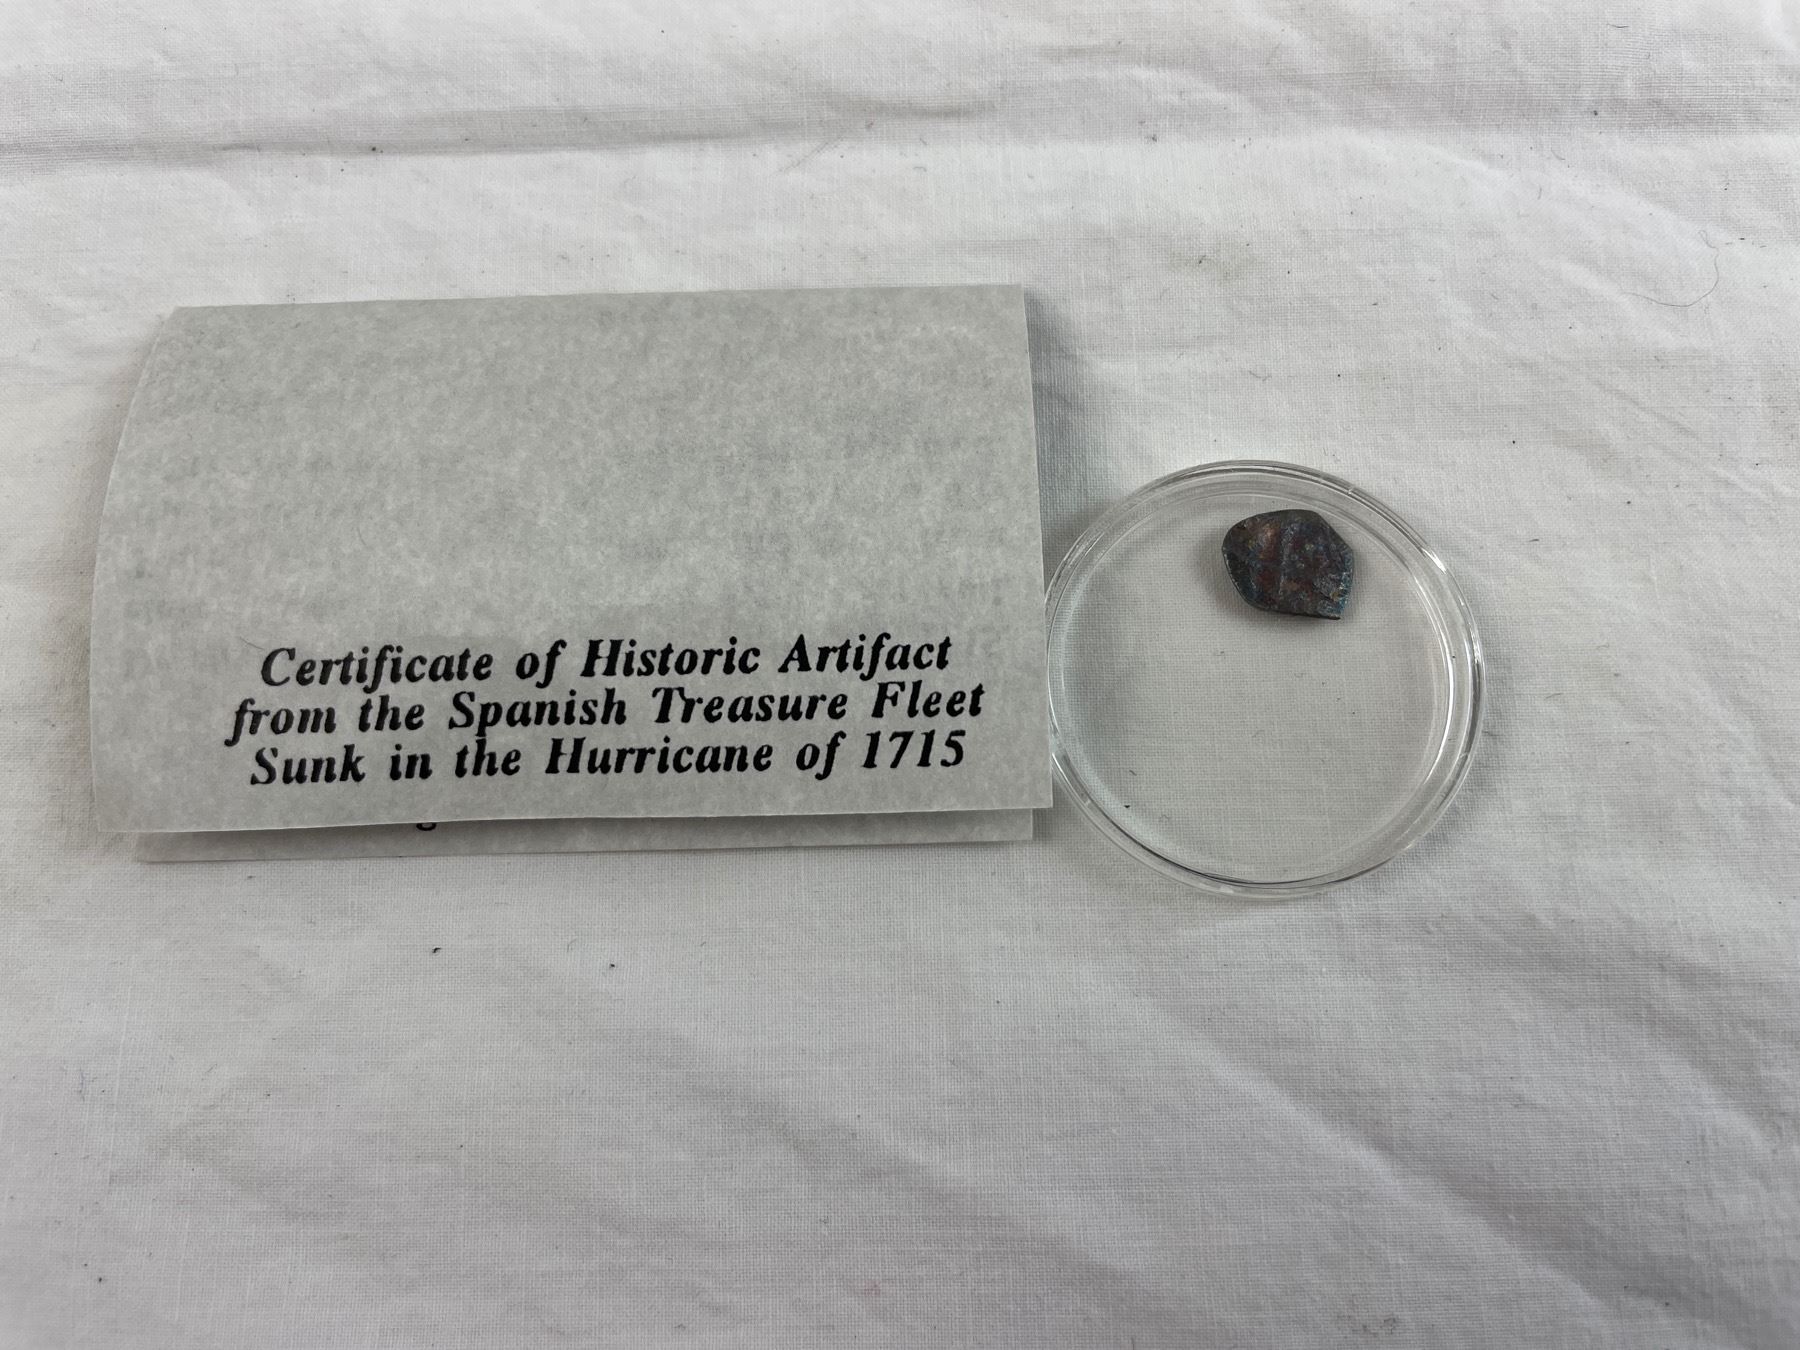 Certificate of Historic Artifact
from the Spanish Treasure Fleet
Sunk in the Hurricane of 1715